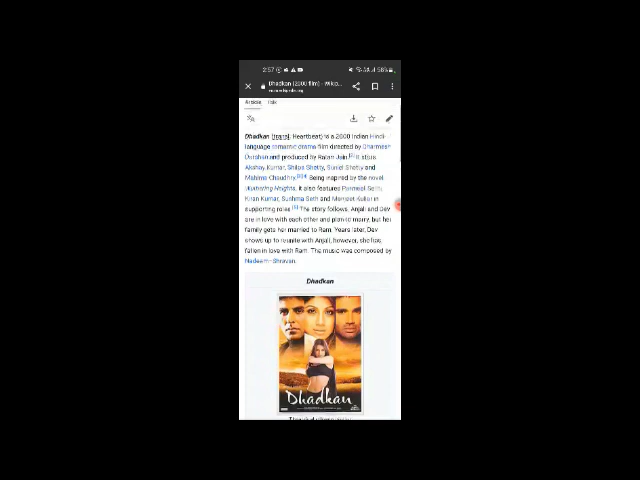 2:57
58%
Dhadkan (2000 film) - Wikip...
Article Talk
Dhadkan (transl. Heartbeat) is a 2000 Indian Hindi-
language romantic drama film directed by Dharmesh
Darshan and produced by Ratan Jain. It stars
Akshay Kumar, Shilpa Shetty, Suniel Shetty and
Mahima Chaudhry. Being inspired by the novel
Wuthering Heights, it also features Parmeet Sethi,
Kiran Kumar, Sushma Seth and Manjeet Kullar in
supporting roles. The story follows, Anjali and Dev
are in love with each other and plan to marry, but her
family gets her married to Ram. Years later, Dev
shows up to reunite with Anjali, however, she has
fallen in love with Ram. The music was composed by
Nadeem–Shravan.
Dhadkan
Dhadkan